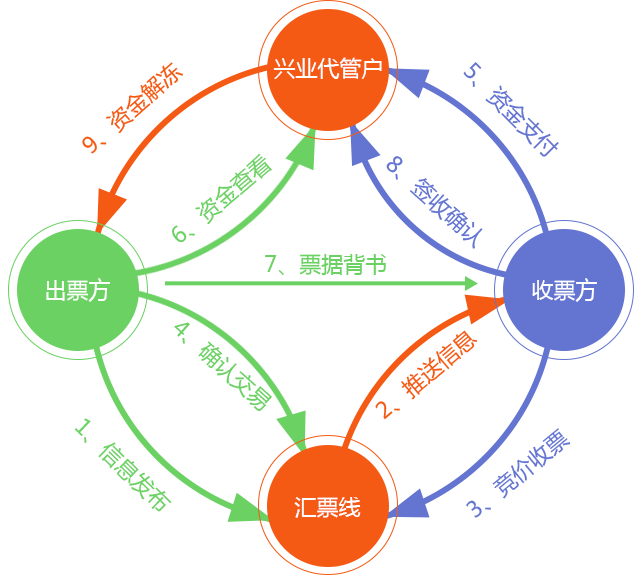 兴业代管户
9、资金解冻
5、资金支付
6、资金查看
8、签收确认
7、票据背书
出票方
收票方
4、确认交易
2、推送信息
1、信息发布
3、竞价收票
汇票线